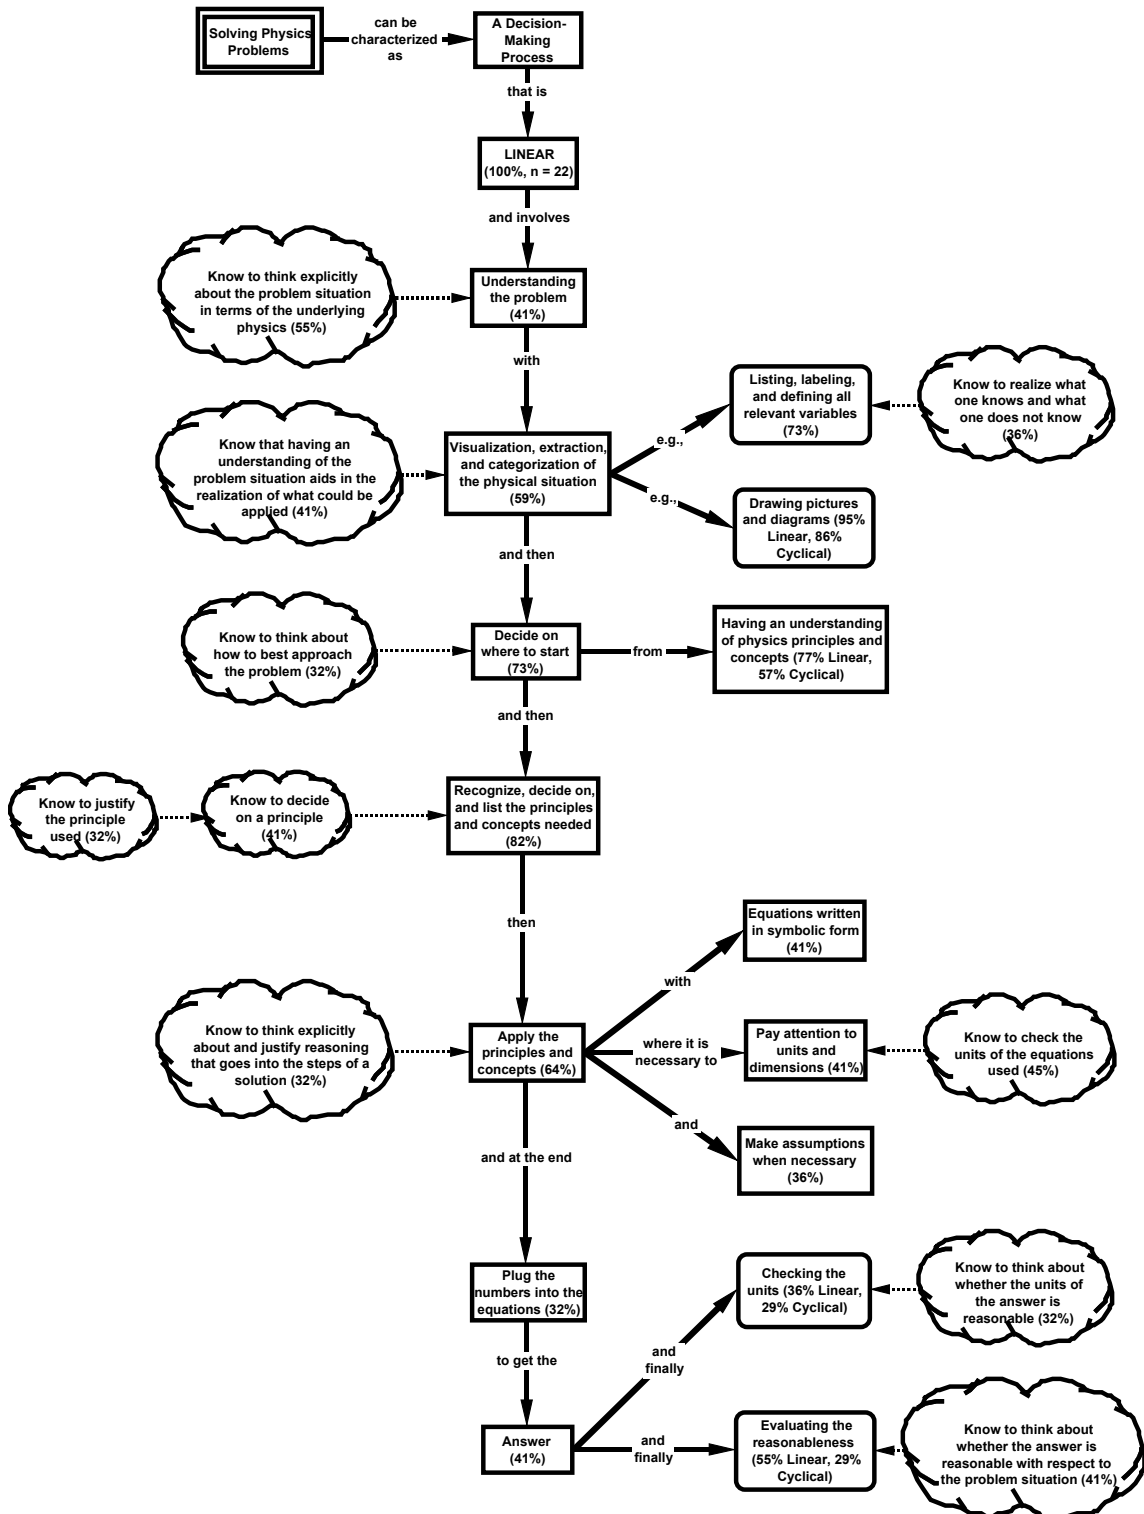 Solving Physics
Problems
can be
characterized
as
A Decision-
Making
Process
that is
LINEAR
(100%, n = 22)
and involves
Know to think explicitly
about the problem situation
in terms of the underlying
physics (55%)
Understanding
the problem
(41%)
with
Know that having an
understanding of the
problem situation aids in the
realization of what could be
applied (41%)
Visualization, extraction,
and categorization of
the physical situation
(59%)
e.g.,
Listing, labeling,
and defining all
relevant variables
(73%)
Know to realize what
one knows and what
one does not know
(36%)
e.g.,
Drawing pictures
and diagrams (95%
Linear, 86%
Cyclical)
and then
Know to think about
how to best approach
the problem (32%)
Decide on
where to start
(73%)
from
Having an understanding
of physics principles and
concepts (77% Linear,
57% Cyclical)
and then
Know to justify
the principle
used (32%)
Know to decide
on a principle
(41%)
Recognize, decide on,
and list the principles
and concepts needed
(82%)
then
Know to think explicitly
about and justify reasoning
that goes into the steps of a
solution (32%)
Apply the
principles and
concepts (64%)
with
Equations written
in symbolic form
(41%)
where it is
necessary to
Pay attention to
units and
dimensions (41%)
Know to check the
units of the equations
used (45%)
and
Make assumptions
when necessary
(36%)
and at the end
Plug the
numbers into the
equations (32%)
to get the
Answer
(41%)
and
finally
Checking the
units (36% Linear,
29% Cyclical)
Know to think about
whether the units of
the answer is
reasonable (32%)
and
finally
Evaluating the
reasonableness
(55% Linear, 29%
Cyclical)
Know to think about
whether the answer is
reasonable with respect to
the problem situation (41%)